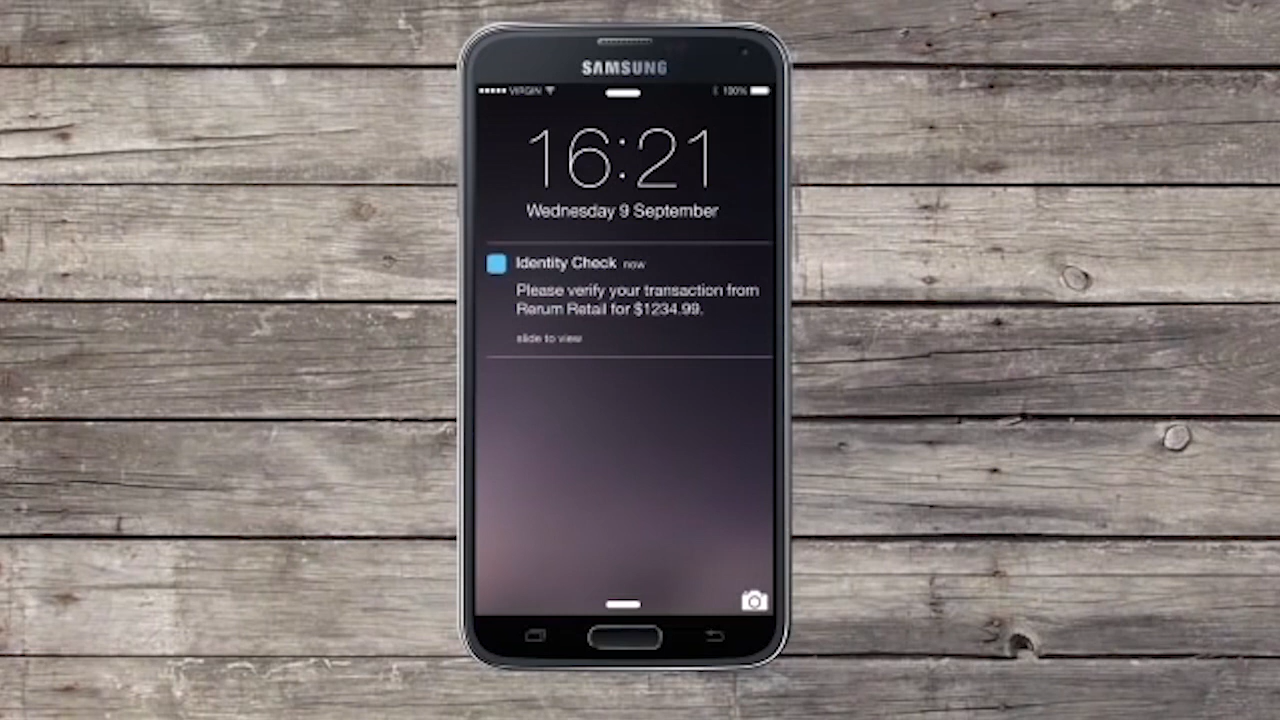 SAMSUNG
VIRGIN 100%
16:21
Wednesday 9 September
Identity Check now
Please verify your transaction from
Rerum Retail for $1234.99.
slide to view